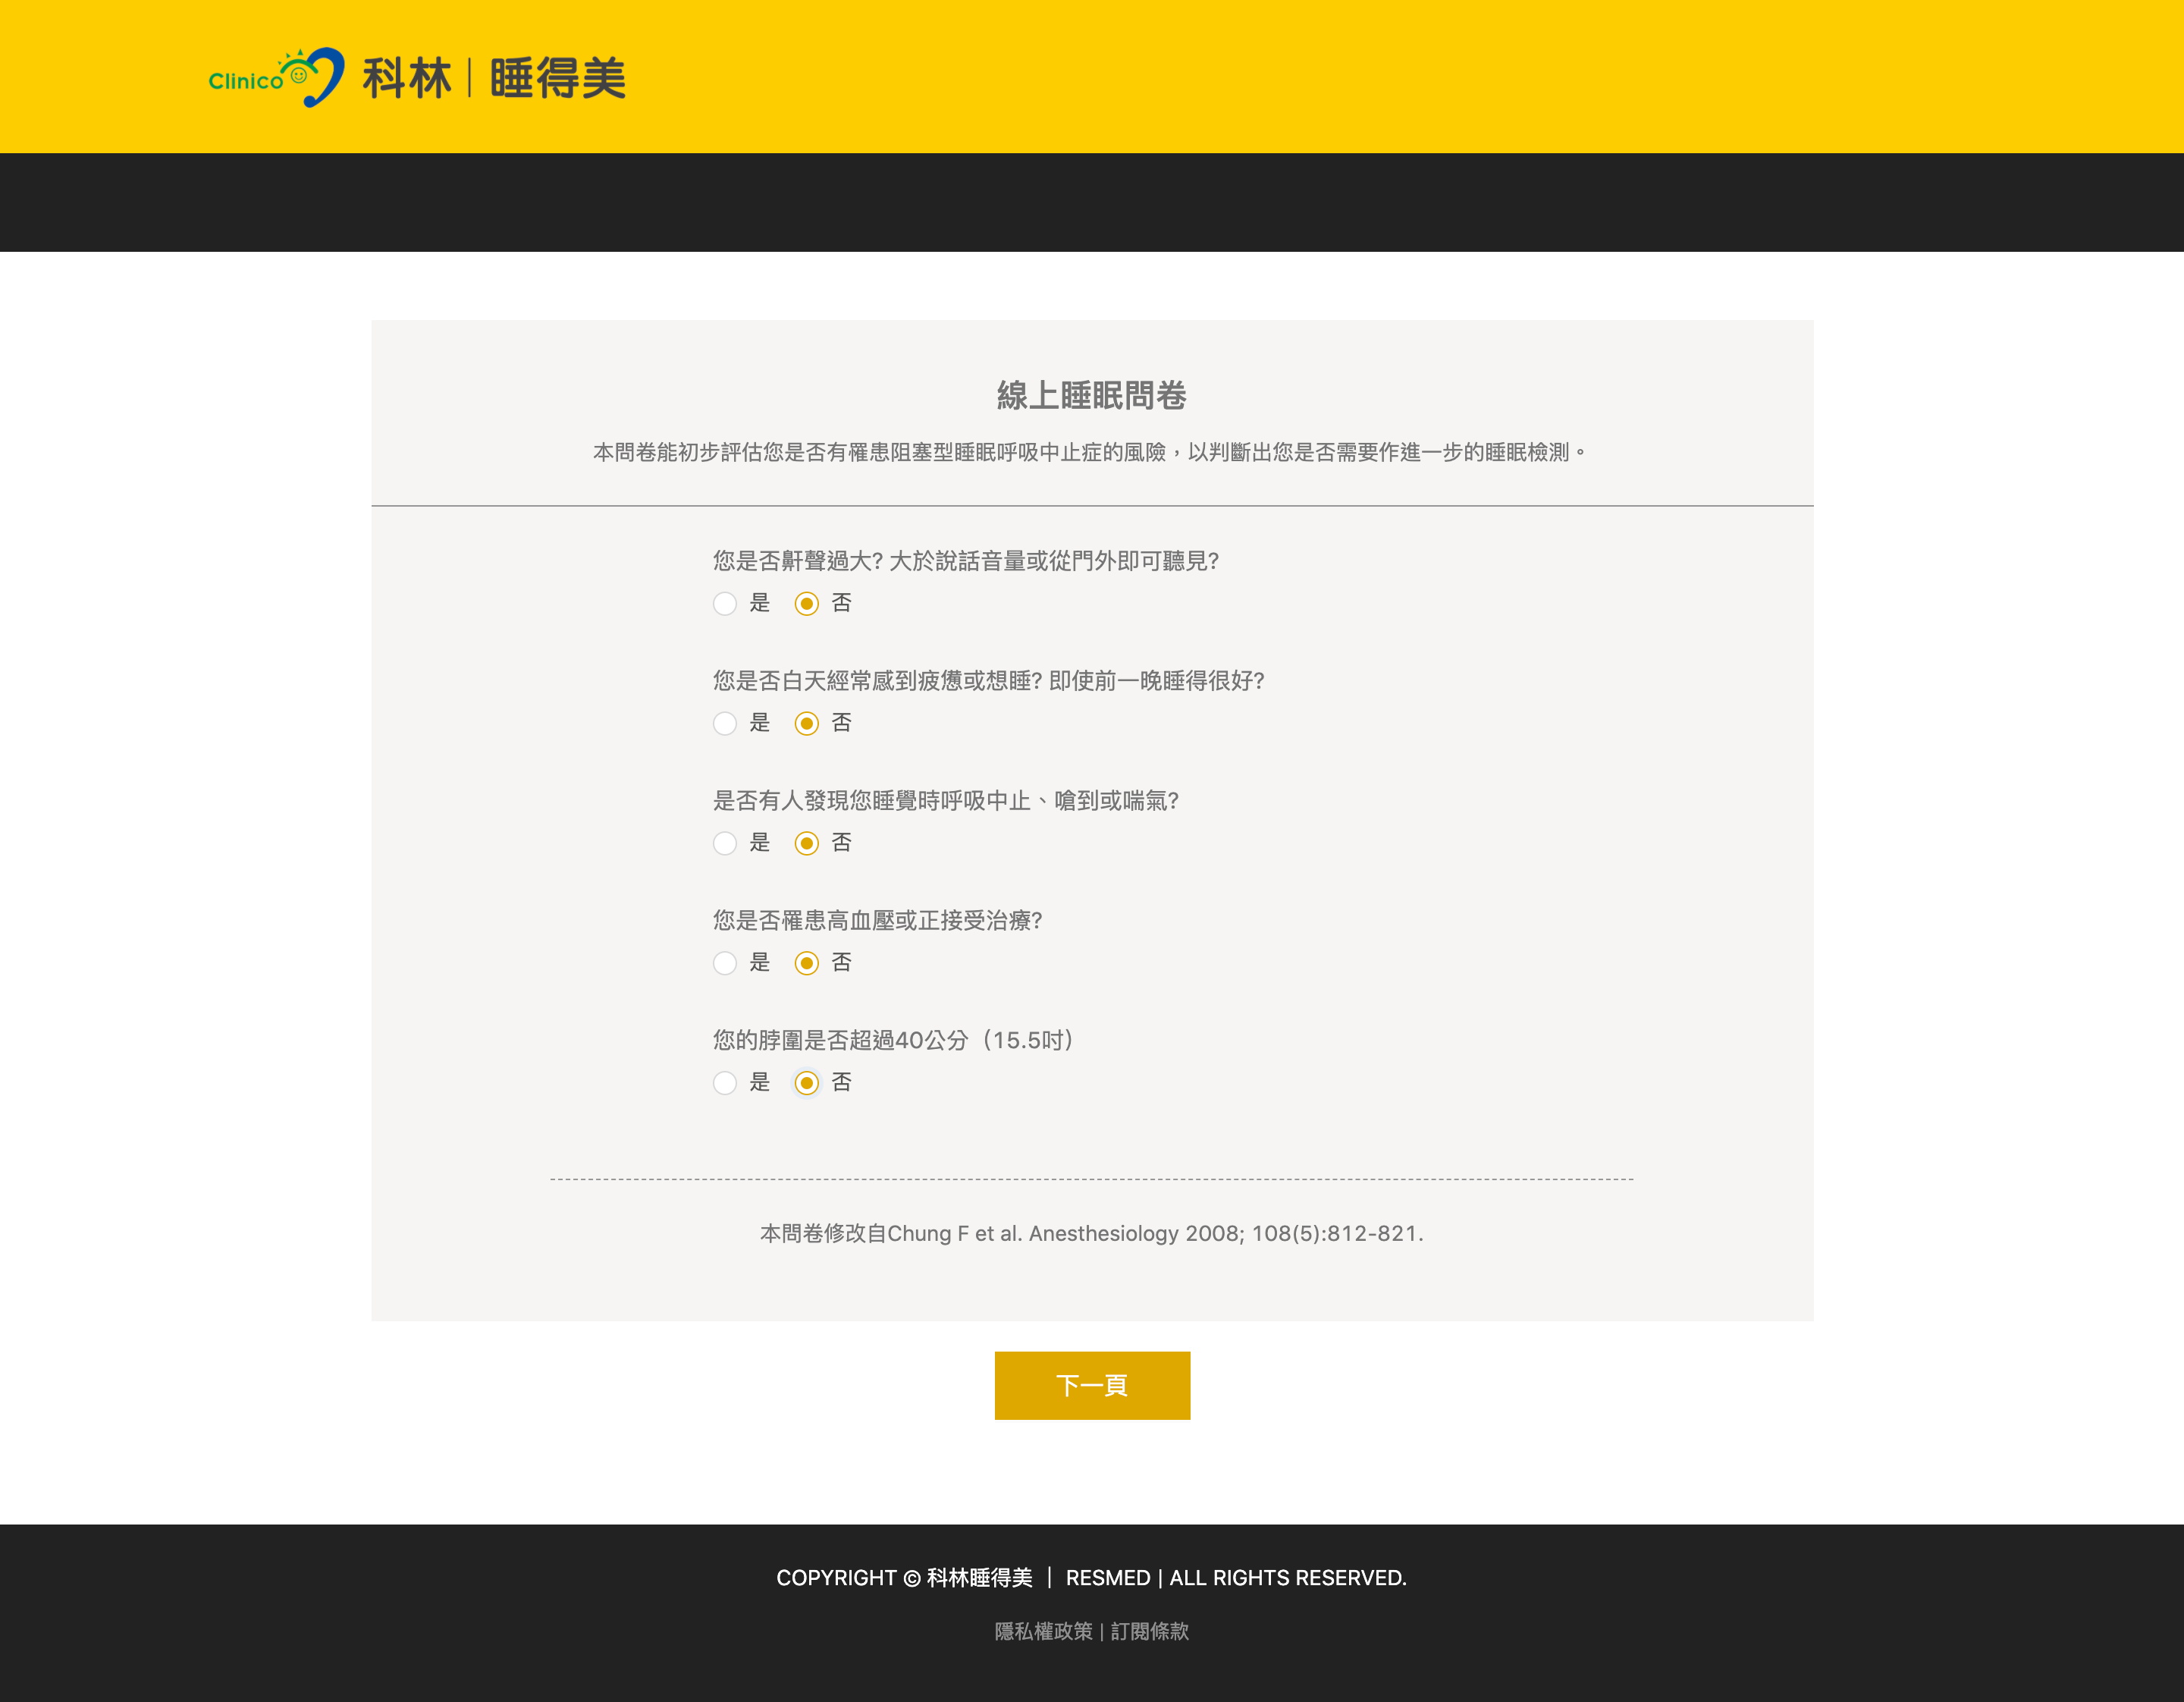 Clinico 科林｜睡得美
線上睡眠問卷
本問卷能初步評估您是否有罹患阻塞型睡眠呼吸中止症的風險，以判斷出您是否需要作進一步的睡眠檢測。
您是否鼾聲過大? 大於說話音量或從門外即可聽見?
是 否
您是否白天經常感到疲憊或想睡? 即使前一晚睡得很好?
是 否
是否有人發現您睡覺時呼吸中止、嗆到或喘氣?
是 否
您是否罹患高血壓或正接受治療?
是 否
您的脖圍是否超過40公分（15.5吋）
是 否
本問卷修改自Chung F et al. Anesthesiology 2008; 108(5):812-821.
下一頁
COPYRIGHT © 科林睡得美 ｜ RESMED | ALL RIGHTS RESERVED.
隱私權政策 | 訂閱條款